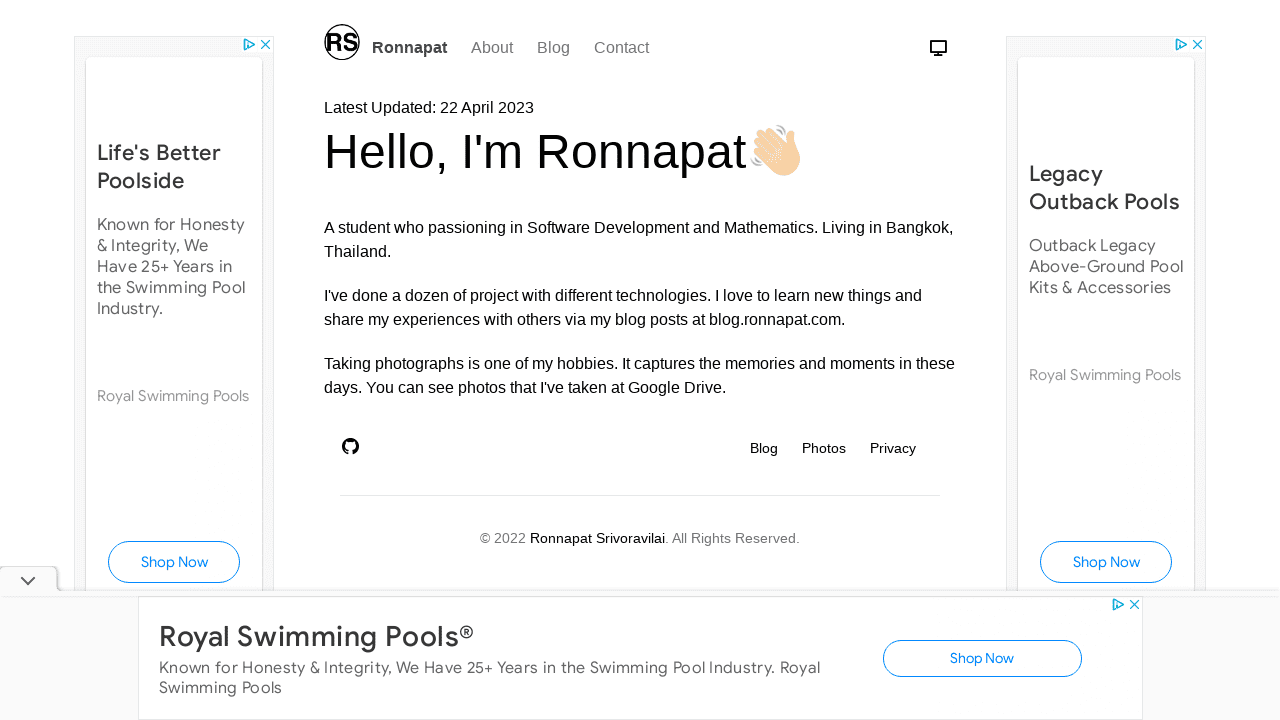 RS Ronnapat About Blog Contact
Latest Updated: 22 April 2023
Hello, I'm Ronnapat
A student who passioning in Software Development and Mathematics. Living in Bangkok,
Thailand.
I've done a dozen of project with different technologies. I love to learn new things and
share my experiences with others via my blog posts at blog.ronnapat.com.
Taking photographs is one of my hobbies. It captures the memories and moments in these
days. You can see photos that I've taken at Google Drive.
Blog Photos Privacy
© 2022 Ronnapat Srivoravilai. All Rights Reserved.
Life's Better
Poolside
Known for Honesty
& Integrity, We
Have 25+ Years in
the Swimming Pool
Industry.
Royal Swimming Pools
Shop Now
Legacy
Outback Pools
Outback Legacy
Above-Ground Pool
Kits & Accessories
Royal Swimming Pools
Shop Now
Royal Swimming Pools®
Known for Honesty & Integrity, We Have 25+ Years in the Swimming Pool Industry. Royal
Swimming Pools
Shop Now